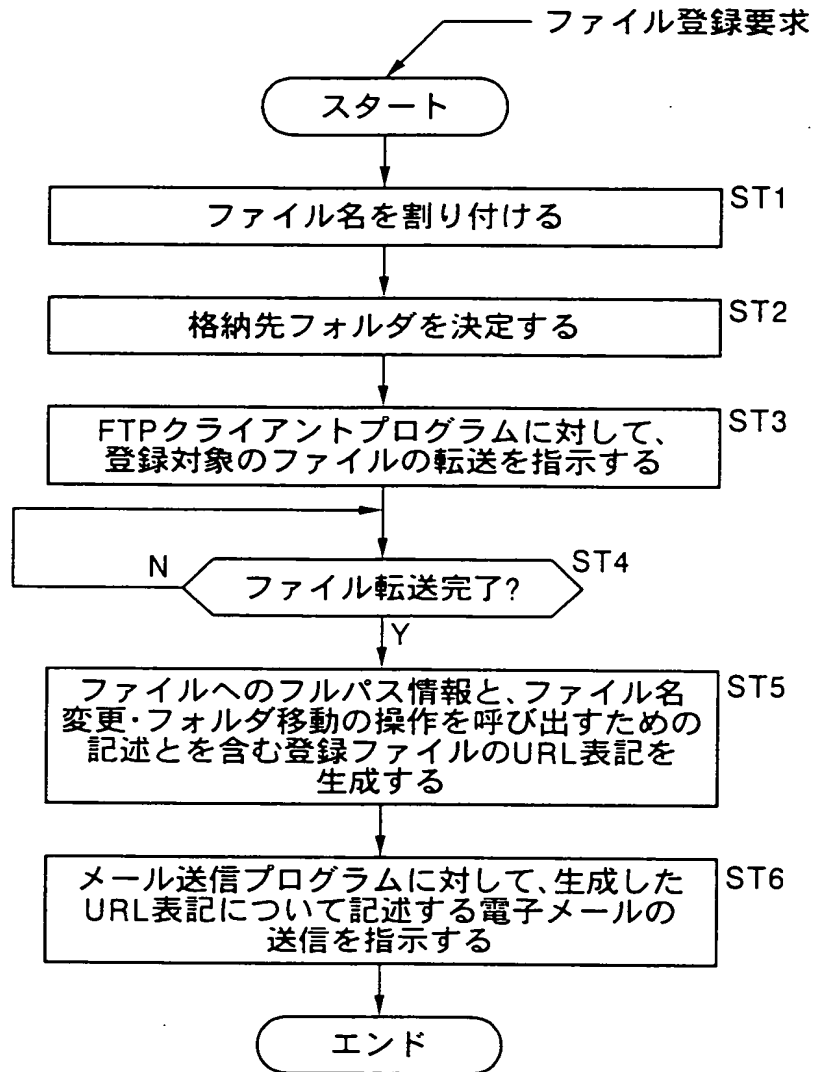 ファイル登録要求
スタート
ST1
ファイル名を割り付ける
ST2
格納先フォルダを決定する
ST3
FTPクライアントプログラムに対して、
登録対象のファイルの転送を指示する
N
ST4
ファイル転送完了?
Y
ST5
ファイルへのフルパス情報と、ファイル名
変更・フォルダ移動の操作を呼び出すための
記述とを含む登録ファイルのURL表記を
生成する
ST6
メール送信プログラムに対して、生成した
URL表記について記述する電子メールの
送信を指示する
エンド